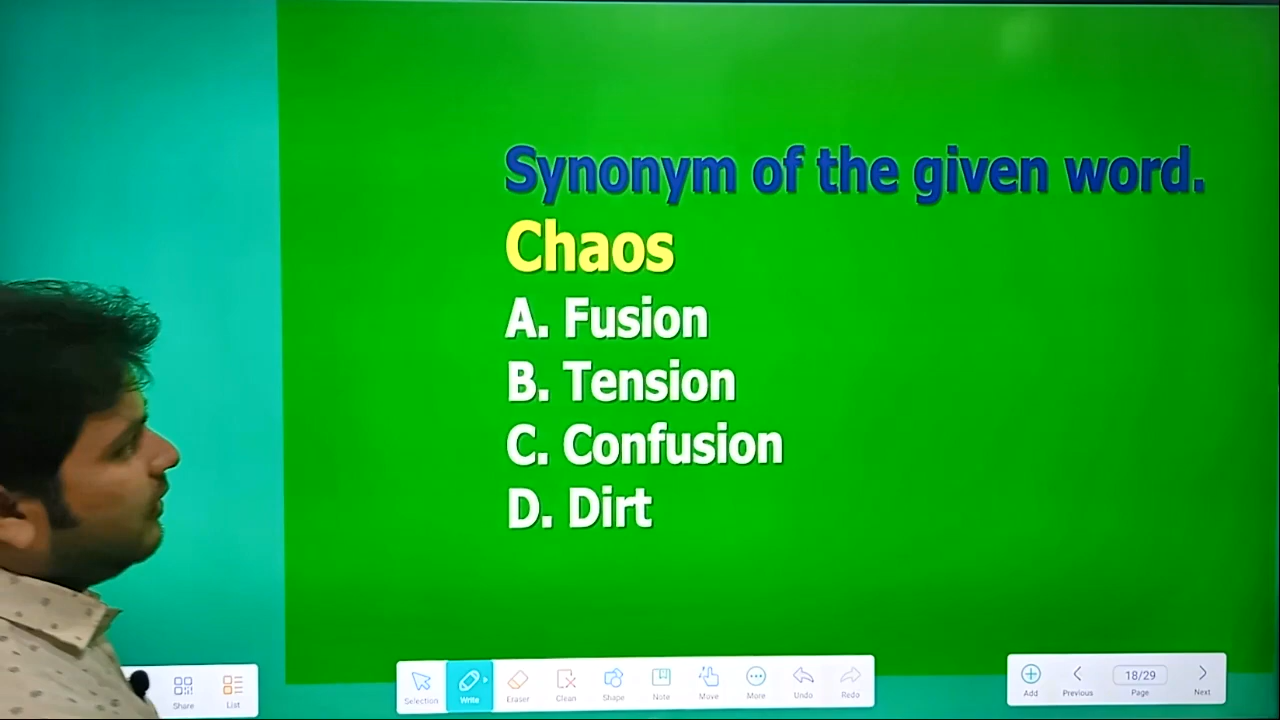 Synonym of the given word.
Chaos
A. Fusion
B. Tension
C. Confusion
D. Dirt
Share List
Selection Write Eraser Clean Shape Note Move More Undo Redo
18/29
Add Previous Page Next